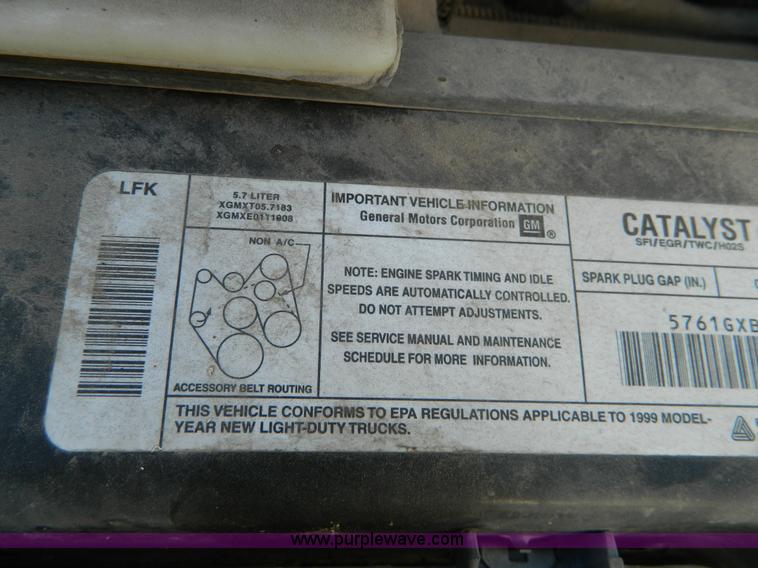 LFK
5.7 LITER
XGMXT05.7183
XGMXE0111908
NON A/C
ACCESSORY BELT ROUTING
IMPORTANT VEHICLE INFORMATION
General Motors Corporation GM ®
NOTE: ENGINE SPARK TIMING AND IDLE
SPEEDS ARE AUTOMATICALLY CONTROLLED.
DO NOT ATTEMPT ADJUSTMENTS.
SEE SERVICE MANUAL AND MAINTENANCE
SCHEDULE FOR MORE INFORMATION.
CATALYST
SFI/EGR/TWC/HO2S
SPARK PLUG GAP (IN.)
5761GXB
THIS VEHICLE CONFORMS TO EPA REGULATIONS APPLICABLE TO 1999 MODEL-
YEAR NEW LIGHT-DUTY TRUCKS.
www.purplewave.com